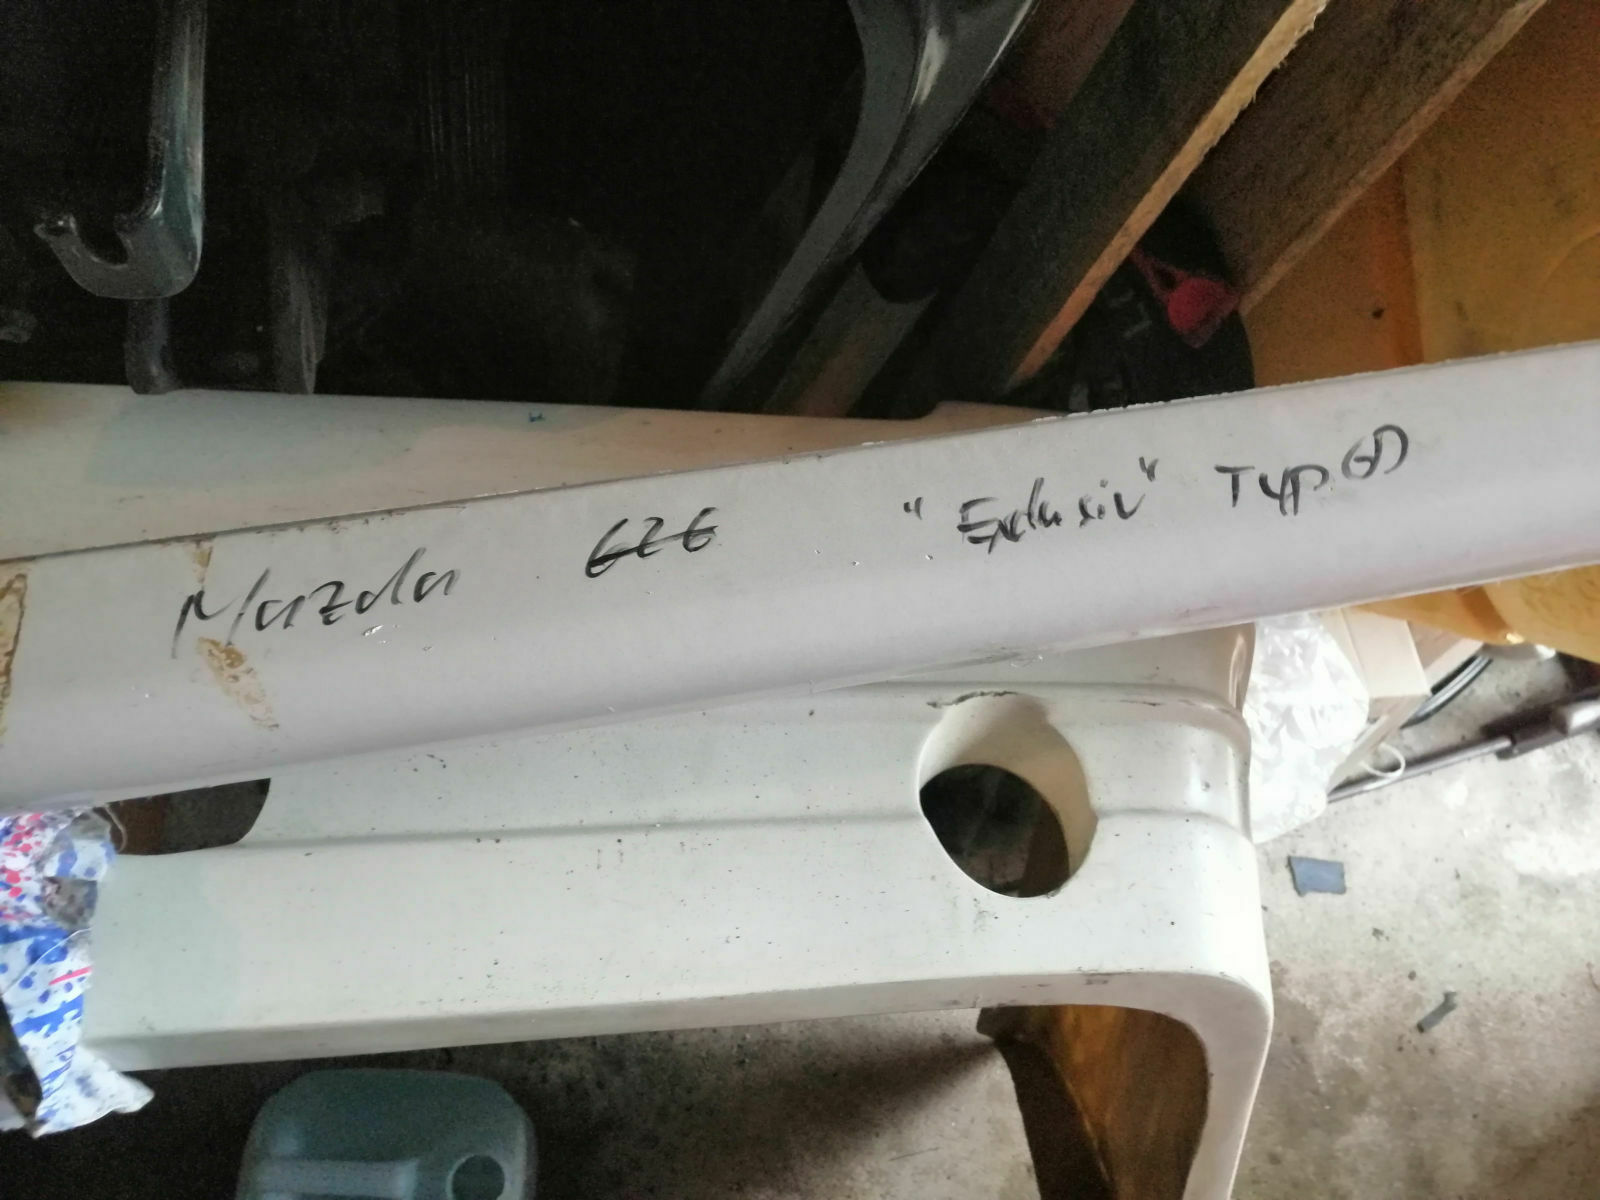 Mazda 626 "Exclusiv" Typ GD